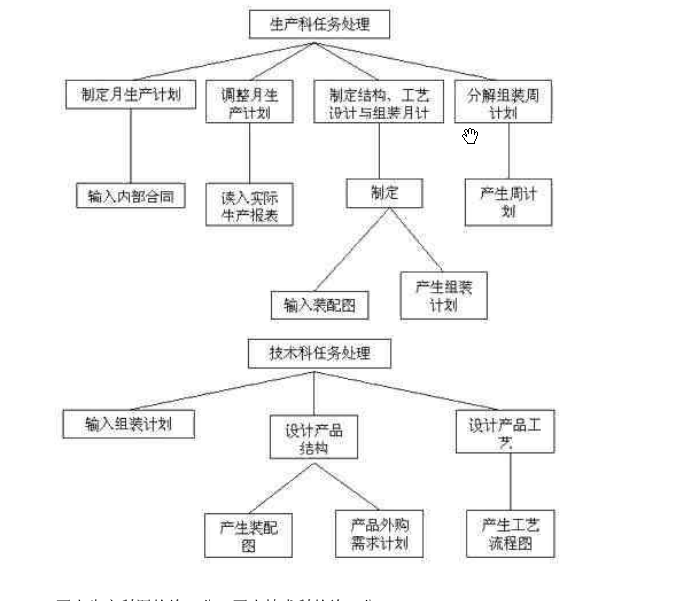 生产科任务处理
制定月生产计划
调整月生
产计划
制定结构、工艺
设计与组装月计
分解组装周
计划
输入内部合同
读入实际
生产报表
制定
产生周计
划
输入装配图
产生组装
计划
技术科任务处理
输入组装计划
设计产品
结构
设计产品工
艺
产生装配
图
产品外购
需求计划
产生工艺
流程图